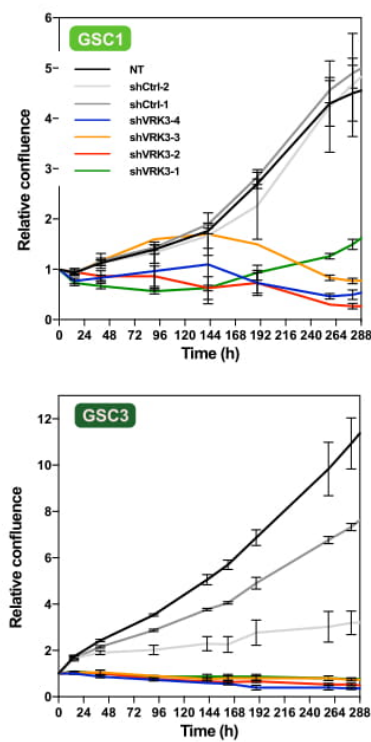 GSC1
6
5
4
3
2
1
0
Relative confluence
NT
shCtrl-2
shCtrl-1
shVRK3-4
shVRK3-3
shVRK3-2
shVRK3-1
0 24 48 72 96 120 144 168 192 216 240 264 288
Time (h)
GSC3
12
10
8
6
4
2
0
Relative confluence
0 24 48 72 96 120 144 168 192 216 240 264 288
Time (h)